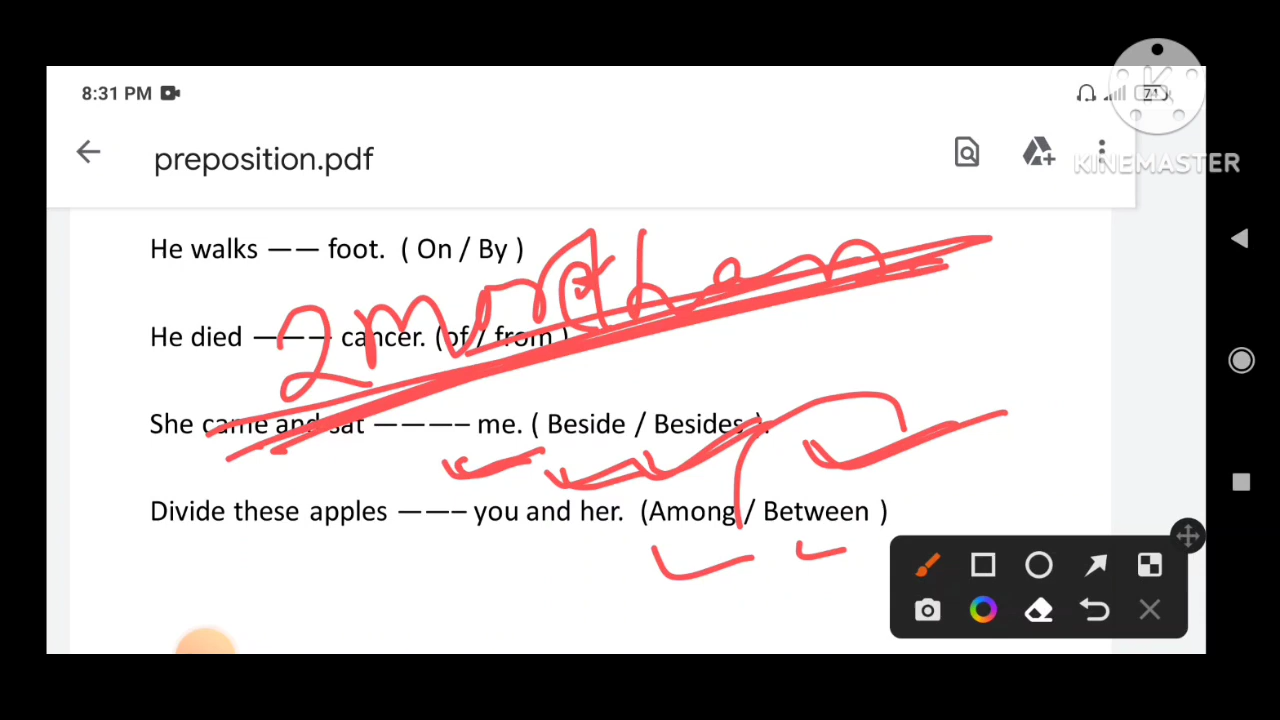 8:31 PM
74
preposition.pdf
KINEMASTER
He walks —— foot. ( On / By )
2 more than
He died ——— cancer. (of / from )
She came and sat ———— me. ( Beside / Besides ).
Divide these apples ——— you and her. (Among / Between )